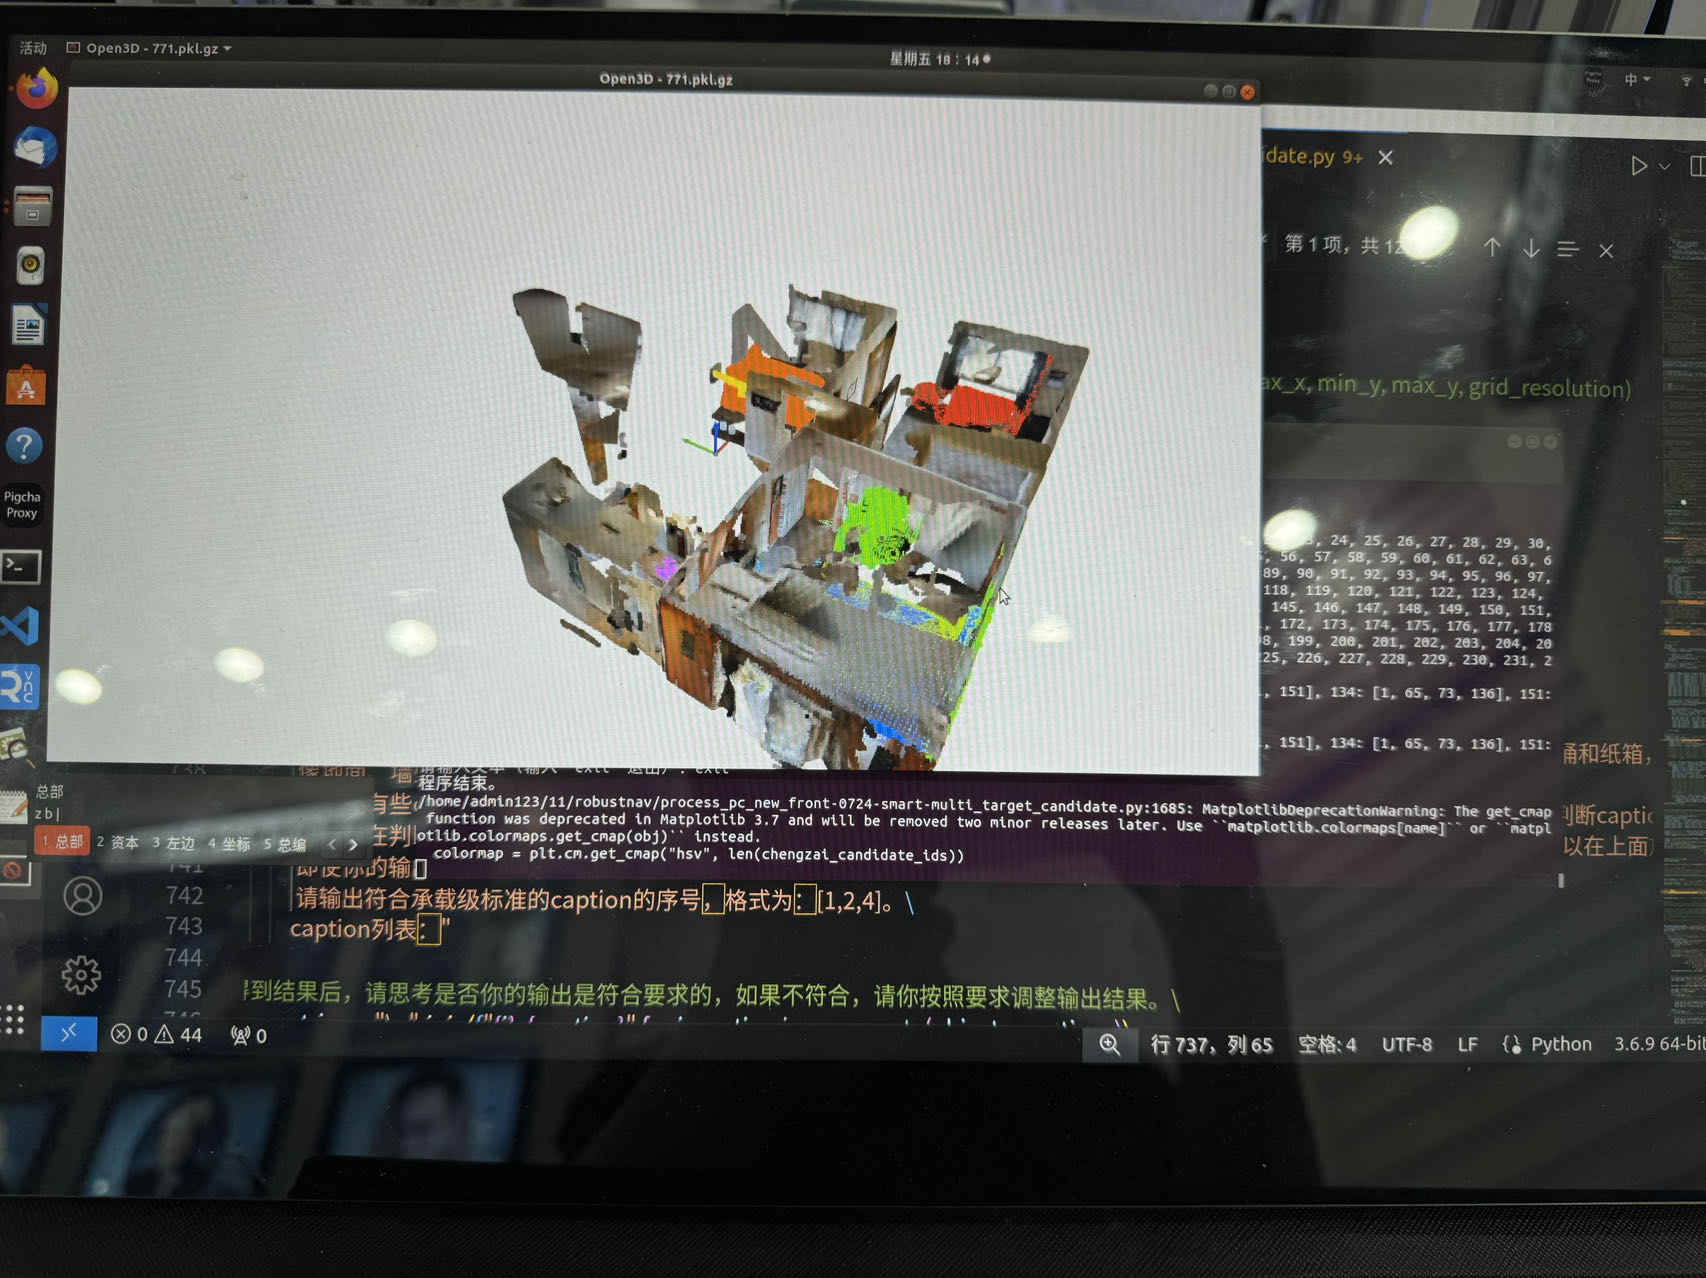 活动
Open3D - 771.pkl.gz
星期五 18：14
中
Open3D - 771.pkl.gz
idate.py 9+
第 1 项，共 12
ax_x, min_y, max_y, grid_resolution)
Pigcha
Proxy
24, 25, 26, 27, 28, 29, 30,
56, 57, 58, 59, 60, 61, 62, 63, 6
89, 90, 91, 92, 93, 94, 95, 96, 97,
118, 119, 120, 121, 122, 123, 124,
145, 146, 147, 148, 149, 150, 151,
172, 173, 174, 175, 176, 177, 178
, 199, 200, 201, 202, 203, 204, 20
225, 226, 227, 228, 229, 230, 231, 2
, 151], 134: [1, 65, 73, 136], 151:
, 151], 134: [1, 65, 73, 136], 151:
桶和纸箱，
程序结束。
/home/admin123/11/robustnav/process_pc_new_front-0724-smart-multi_target_candidate.py:1685: MatplotlibDeprecationWarning: The get_cmap
function was deprecated in Matplotlib 3.7 and will be removed two minor releases later. Use ``matplotlib.colormaps[name]`` or ``matpl
otlib.colormaps.get_cmap(obj)`` instead.
colormap = plt.cm.get_cmap("hsv", len(chengzai_candidate_ids))
总部
zb|
1 总部 2 资本 3 左边 4 坐标 5 总编 < >
有些
在判
判断captio
以在上面
741
即使你的输
742
请输出符合承载级标准的caption的序号，格式为：[1,2,4]。\
743
caption列表："
744
745
得到结果后，请思考是否你的输出是符合要求的，如果不符合，请你按照要求调整输出结果。\
0 44 0
行 737，列 65 空格: 4 UTF-8 LF Python 3.6.9 64-bit